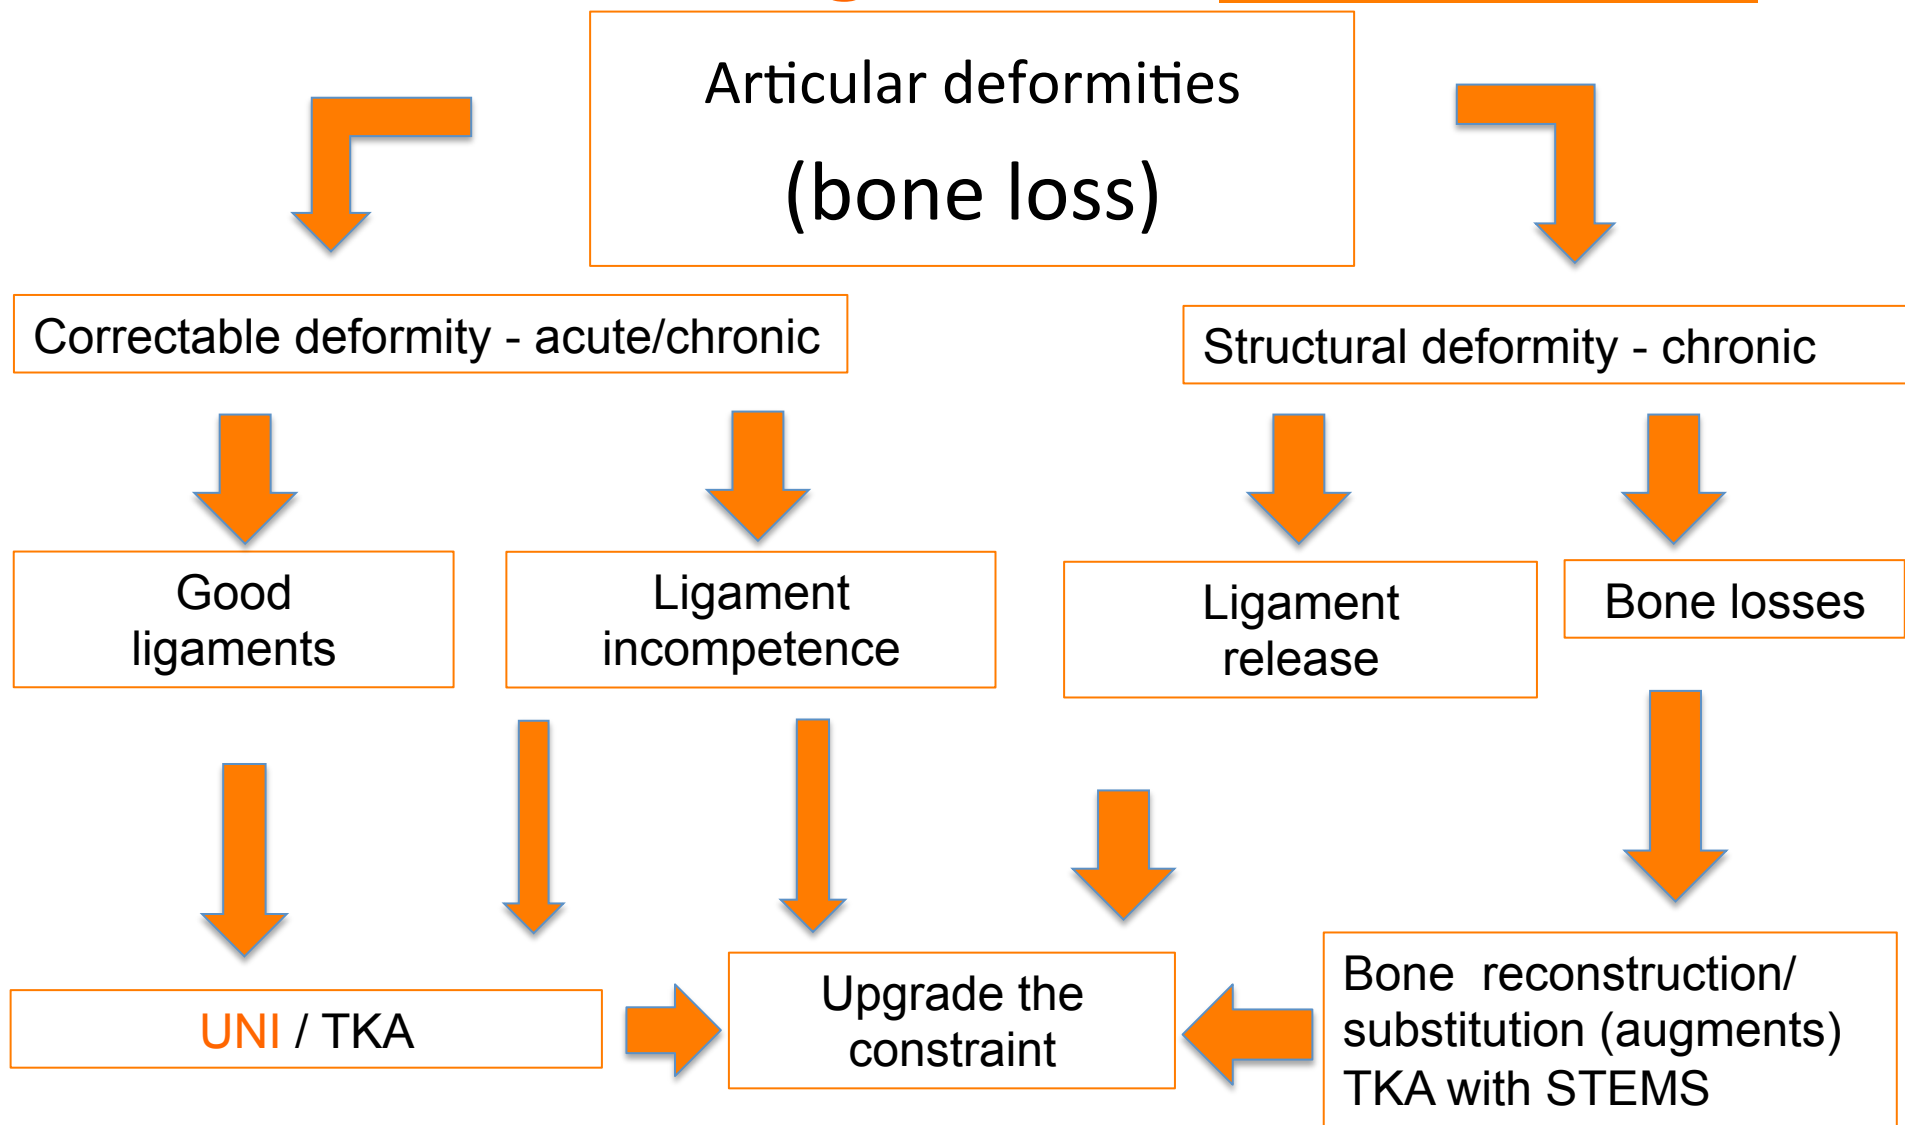 Articular deformities
(bone loss)
Correctable deformity - acute/chronic
Structural deformity - chronic
Good
ligaments
Ligament
incompetence
Ligament
release
Bone losses
UNI / TKA
Upgrade the
constraint
Bone reconstruction/
substitution (augments)
TKA with STEMS